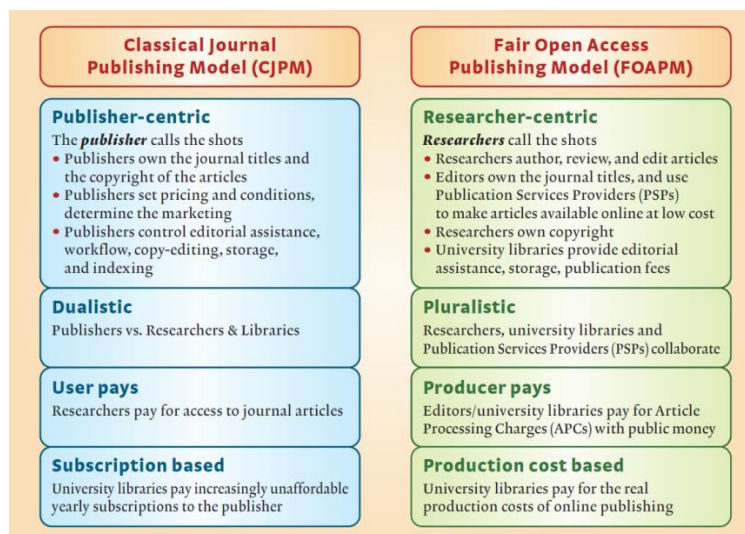 Classical Journal
Publishing Model (CJPM)
Publisher-centric
The publisher calls the shots
• Publishers own the journal titles and
the copyright of the articles
• Publishers set pricing and conditions,
determine the marketing
• Publishers control editorial assistance,
workflow, copy-editing, storage,
and indexing
Dualistic
Publishers vs. Researchers & Libraries
User pays
Researchers pay for access to journal articles
Subscription based
University libraries pay increasingly unaffordable
yearly subscriptions to the publisher
Fair Open Access
Publishing Model (FOAPM)
Researcher-centric
Researchers call the shots
• Researchers author, review, and edit articles
• Editors own the journal titles, and use
Publication Services Providers (PSPs)
to make articles available online at low cost
• Researchers own copyright
• University libraries provide editorial
assistance, storage, publication fees
Pluralistic
Researchers, university libraries and
Publication Services Providers (PSPs) collaborate
Producer pays
Editors/university libraries pay for Article
Processing Charges (APCs) with public money
Production cost based
University libraries pay for the real
production costs of online publishing